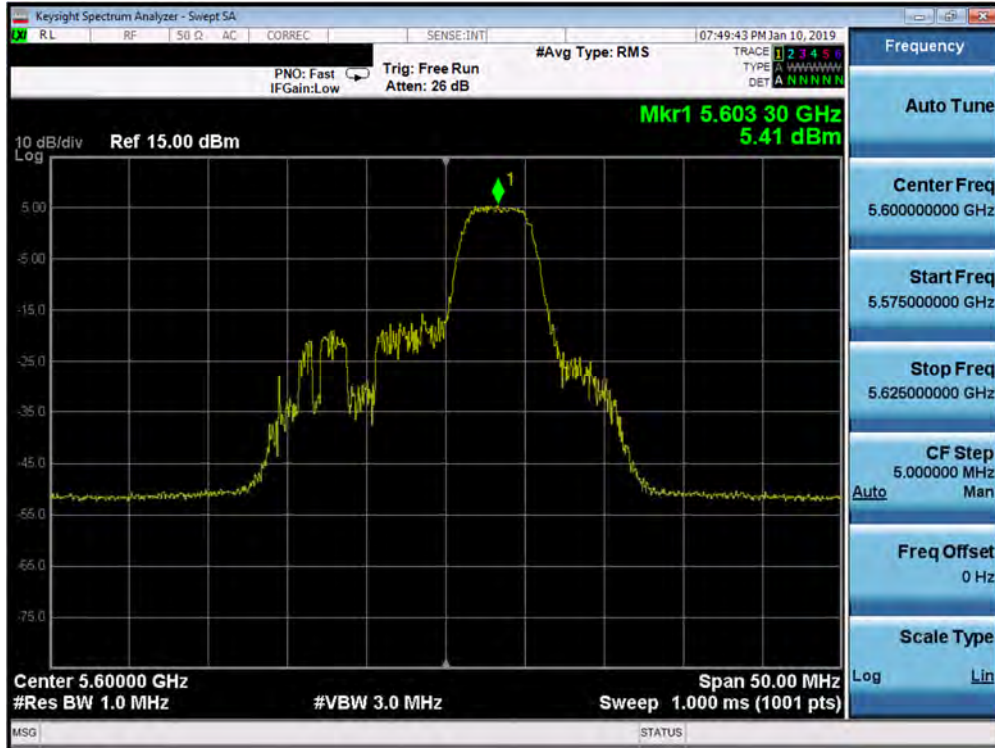 Keysight Spectrum Analyzer - Swept SA
LXI RL RF 50 Ω AC CORREC SENSE:INT 07:49:43 PM Jan 10, 2019
#Avg Type: RMS TRACE 1 2 3 4 5 6
PNO: Fast Trig: Free Run TYPE A WWWWW
IFGain:Low Atten: 26 dB DET A N N N N N
Mkr1 5.603 30 GHz
5.41 dBm
10 dB/div Ref 15.00 dBm
Log
1
5.00
-5.00
-15.0
-25.0
-35.0
-45.0
-55.0
-65.0
-75.0
Center 5.60000 GHz Span 50.00 MHz
#Res BW 1.0 MHz #VBW 3.0 MHz Sweep 1.000 ms (1001 pts)
MSG STATUS
Frequency
Auto Tune
Center Freq
5.600000000 GHz
Start Freq
5.575000000 GHz
Stop Freq
5.625000000 GHz
CF Step
5.000000 MHz
Auto Man
Freq Offset
0 Hz
Scale Type
Log Lin